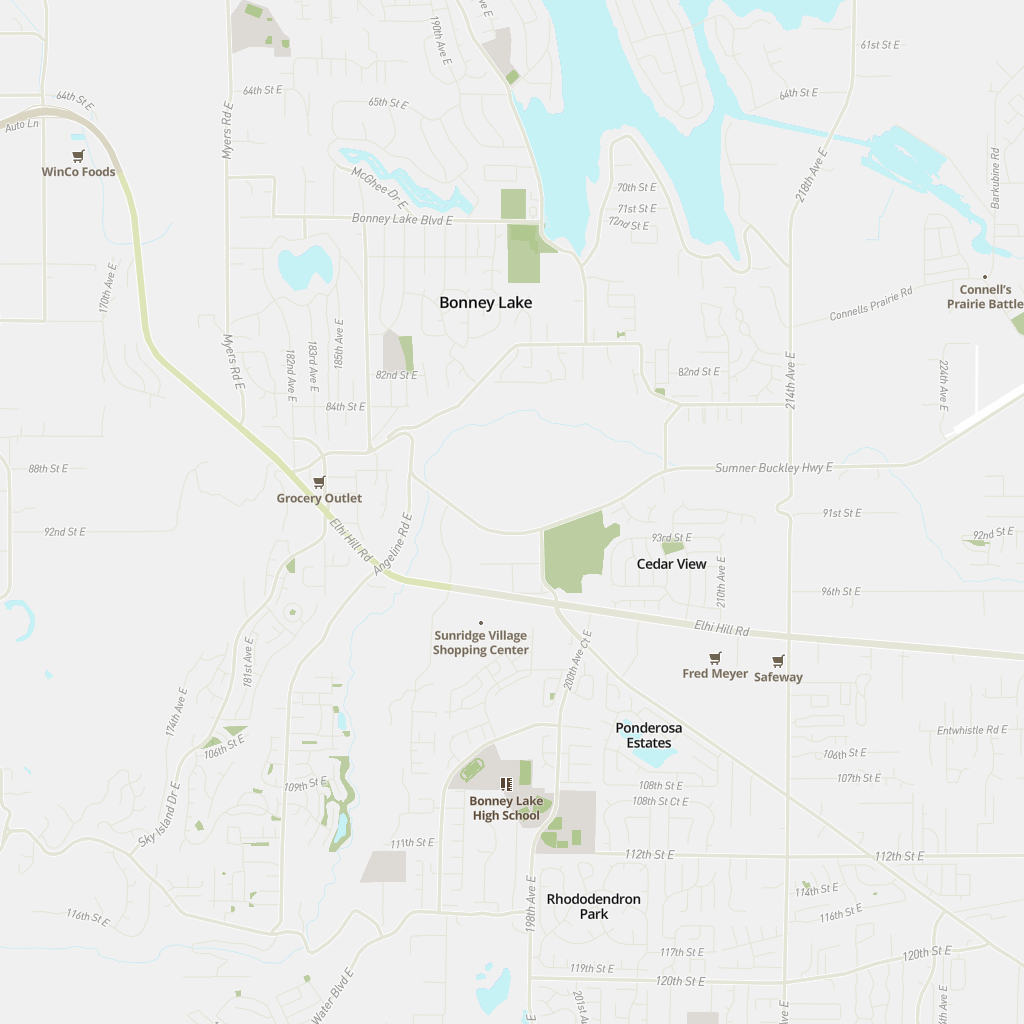 190th Ave E
Ave E
61st St E
64th St E
64th St E
65th St E
64th St E
Auto Ln
WinCo Foods
Myers Rd E
McGhee Dr E
218th Ave E
Barkubine Rd
70th St E
71st St E
72nd St E
Bonney Lake Blvd E
170th Ave E
Bonney Lake
Connell's
Prairie Battle
Connells Prairie Rd
Myers Rd E
182nd Ave E
183rd Ave E
185th Ave E
82nd St E
82nd St E
214th Ave E
224th Ave E
84th St E
88th St E
Sumner Buckley Hwy E
Grocery Outlet
91st St E
92nd St E
92nd St E
93rd St E
Elhi Hill Rd
Angeline Rd E
Cedar View
210th Ave E
96th St E
Elhi Hill Rd
Sunridge Village
Shopping Center
200th Ave Ct E
181st Ave E
Fred Meyer
Safeway
174th Ave E
106th St E
Ponderosa
Estates
Entwhistle Rd E
106th St E
107th St E
109th St E
108th St E
108th St Ct E
Bonney Lake
High School
Sky Island Dr E
111th St E
112th St E
112th St E
198th Ave E
Rhododendron
Park
114th St E
116th St E
116th St E
117th St E
119th St E
120th St E
120th St E
Water Blvd E
201st Av
214th Ave E